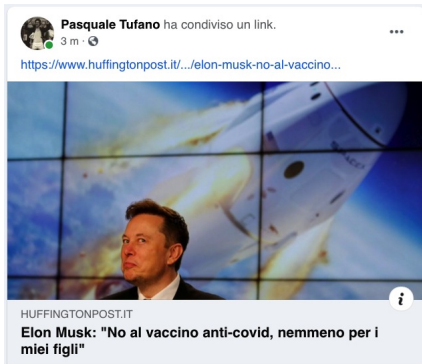 Pasquale Tufano ha condiviso un link.
3 m ·
https://www.huffingtonpost.it/.../elon-musk-no-al-vaccino...
SPACEX
HUFFINGTONPOST.IT
Elon Musk: "No al vaccino anti-covid, nemmeno per i
miei figli"